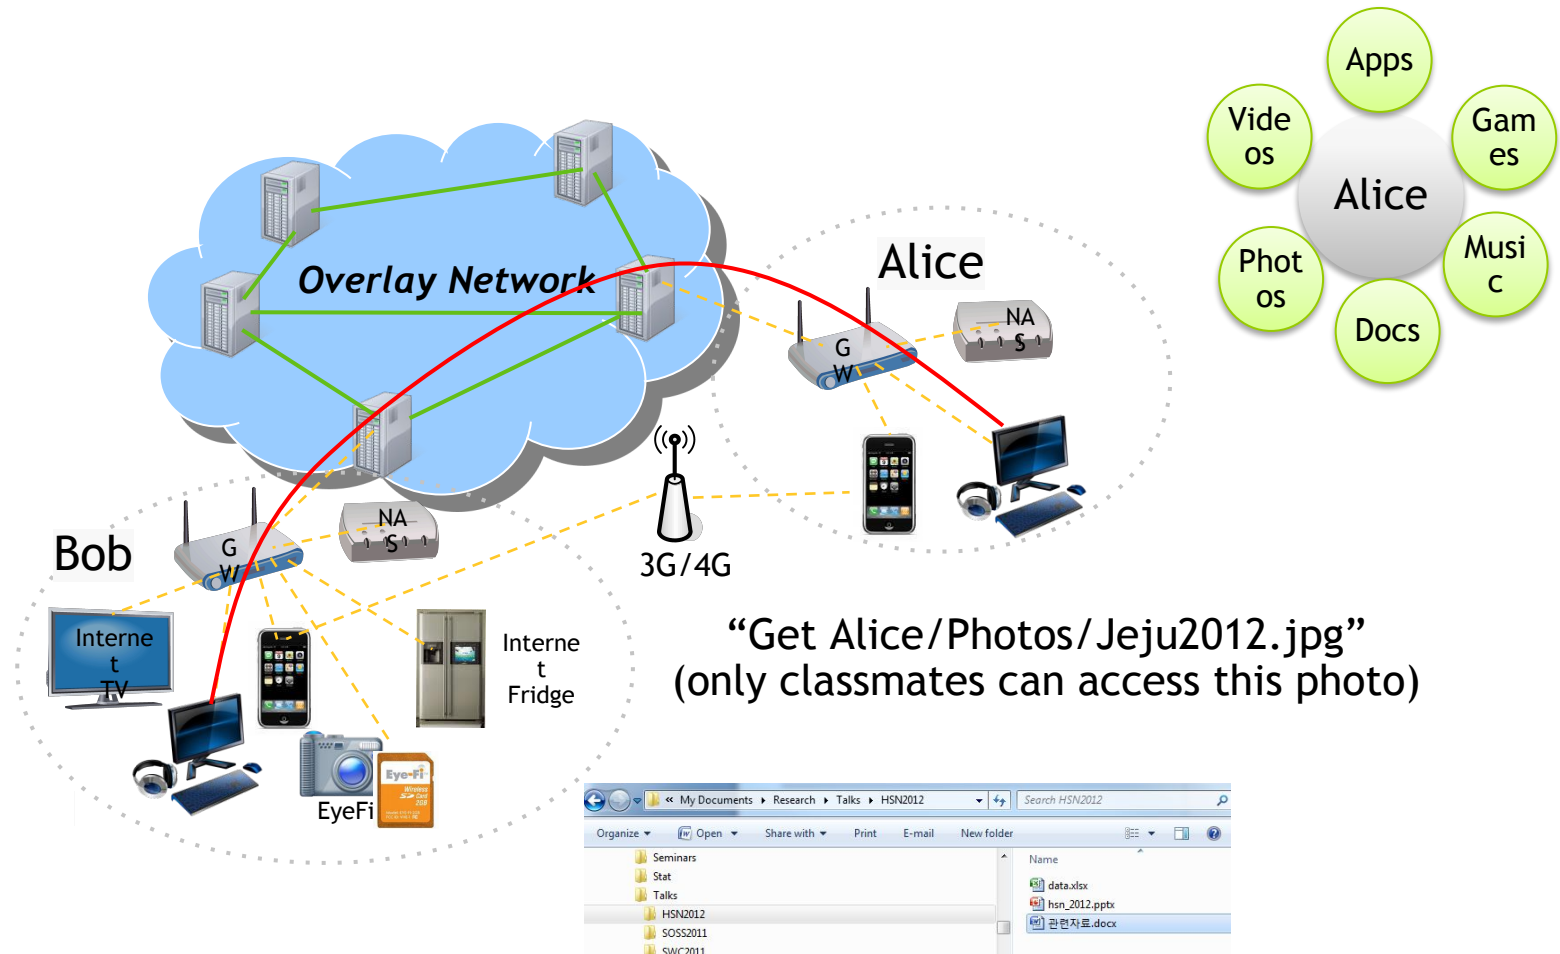 Apps
Vide
os
Gam
es
Alice
Phot
os
Musi
c
Docs
Overlay Network
Alice
G
W
NA
S
Bob
G
W
NA
S
3G/4G
Interne
t
TV
Interne
t
Fridge
Eye-Fi
Wireless
2GB
EyeFi
“Get Alice/Photos/Jeju2012.jpg”
(only classmates can access this photo)
« My Documents Research Talks HSN2012
Search HSN2012
Organize Open Share with Print E-mail New folder
Seminars
Stat
Talks
HSN2012
SOSS2011
SWC2011
Name
data.xlsx
hsn_2012.pptx
관련자료.docx